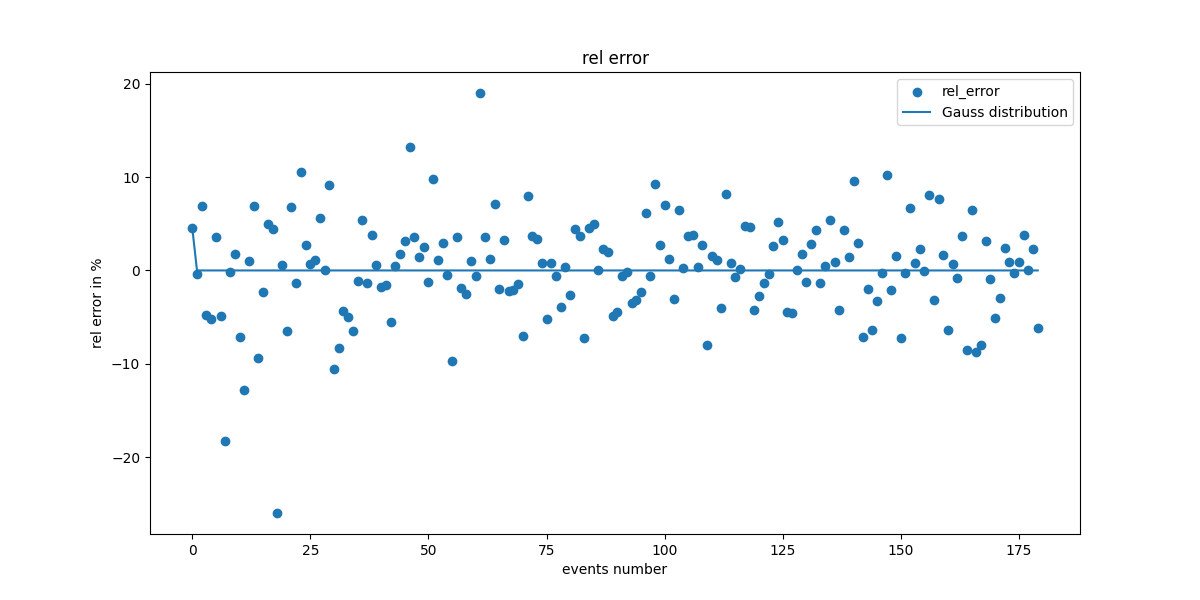 rel error
rel_error
Gauss distribution
rel error in %
20
10
0
−10
−20
0 25 50 75 100 125 150 175
events number